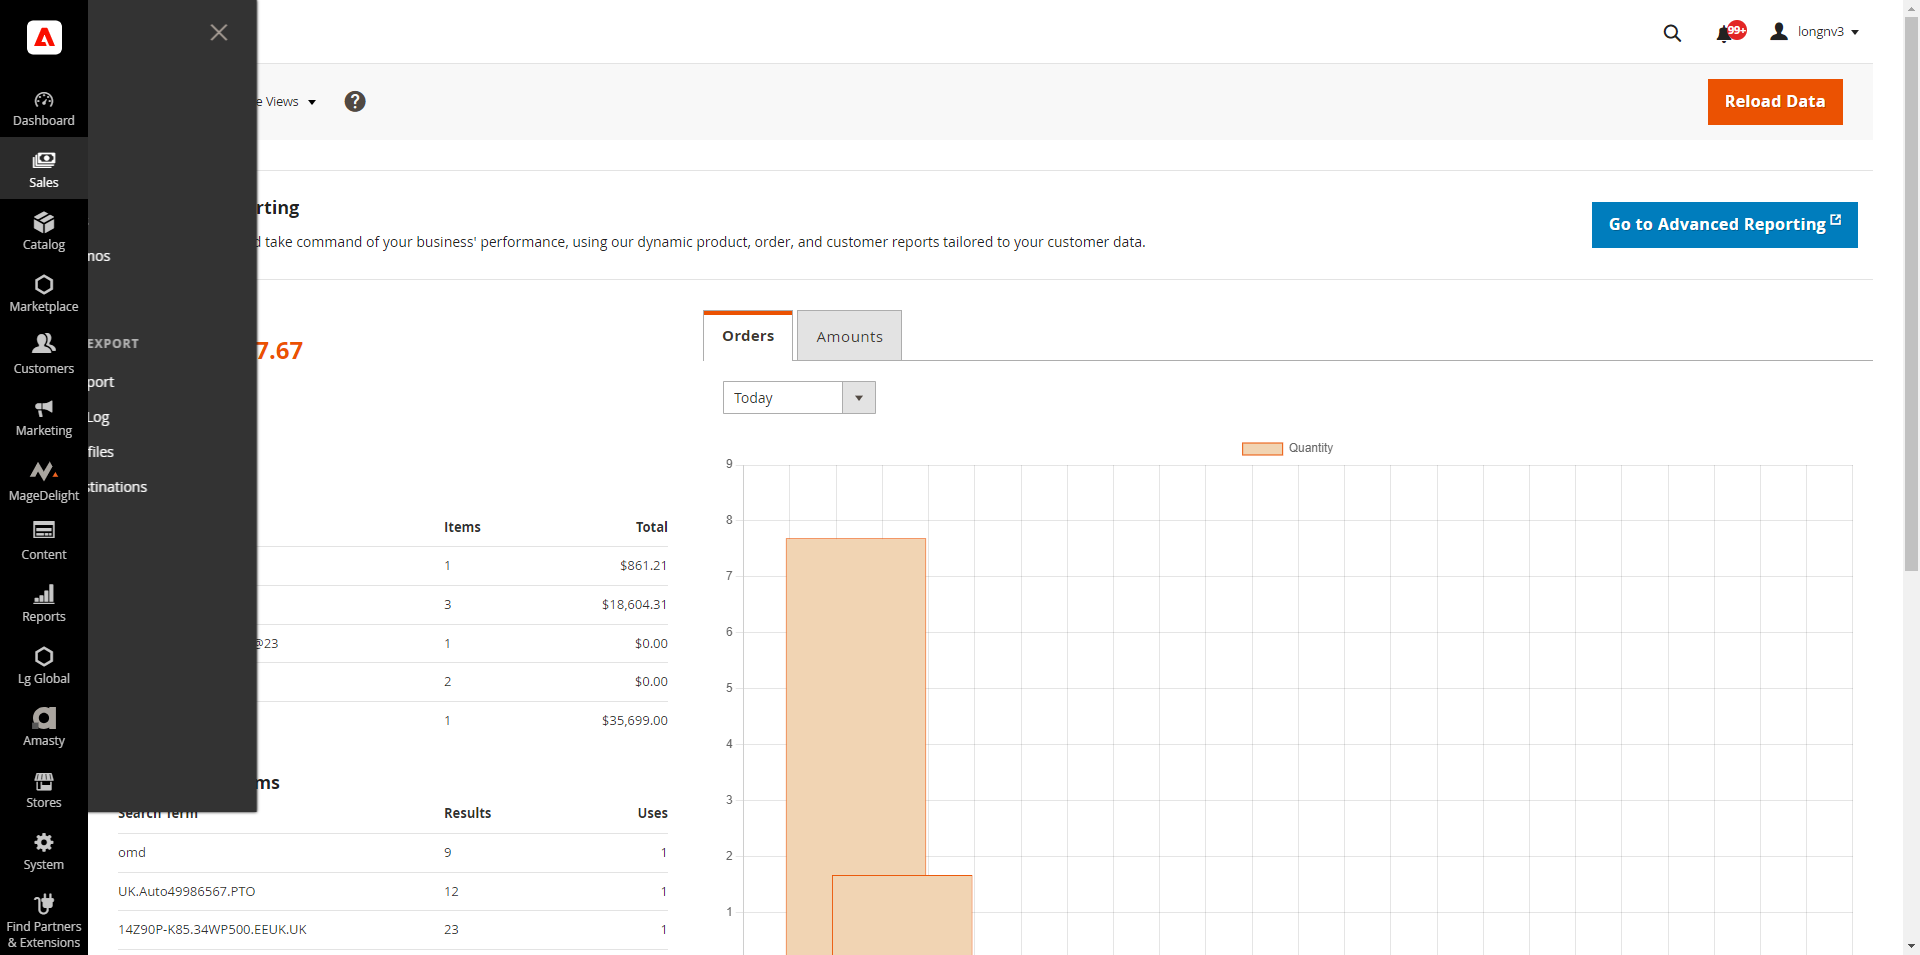 99+
longnv3
Dashboard
e Views
Reload Data
Sales
rting
Go to Advanced Reporting
take command of your business' performance, using our dynamic product, order, and customer reports tailored to your customer data.
Catalog
mos
Marketplace
EXPORT
7.67
Orders
Amounts
Customers
port
Today
Log
Marketing
files
Quantity
stinations
MageDelight
9
8
7
6
5
4
3
2
1
Items
Total
Content
1
$861.21
3
$18,604.31
Reports
@23
1
$0.00
Lg Global
2
$0.00
1
$35,699.00
Amasty
ms
Stores
Search Term
Results
Uses
omd
9
1
System
UK.Auto49986567.PTO
12
1
14Z90P-K85.34WP500.EEUK.UK
23
1
Find Partners
& Extensions